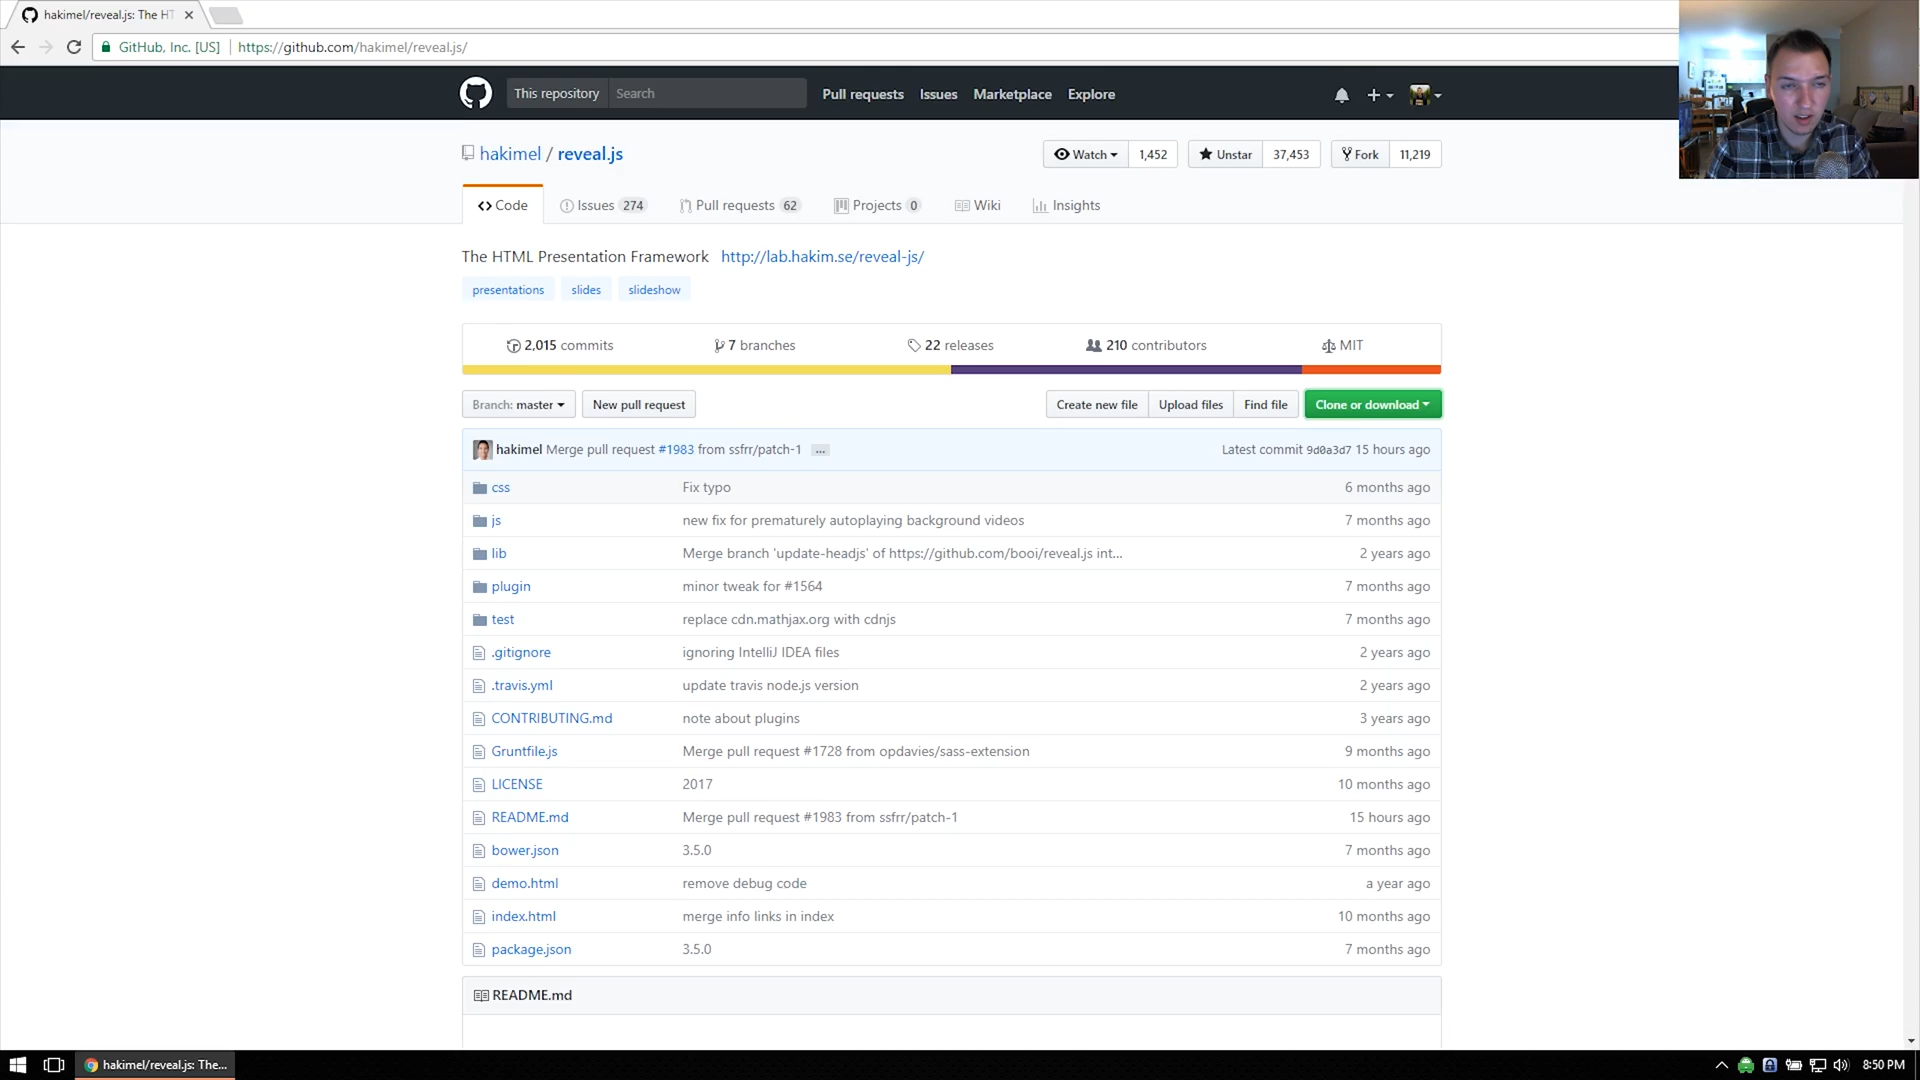 hakimel/reveal.js: The HT
GitHub, Inc. [US] https://github.com/hakimel/reveal.js/
This repository Search Pull requests Issues Marketplace Explore
hakimel / reveal.js
Watch 1,452 Unstar 37,453 Fork 11,219
Code Issues 274 Pull requests 62 Projects 0 Wiki Insights
The HTML Presentation Framework http://lab.hakim.se/reveal-js/
presentations slides slideshow
2,015 commits 7 branches 22 releases 210 contributors MIT
Branch: master New pull request Create new file Upload files Find file Clone or download
hakimel Merge pull request #1983 from ssfrr/patch-1 ... Latest commit 9d0a3d7 15 hours ago
css Fix typo 6 months ago
js new fix for prematurely autoplaying background videos 7 months ago
lib Merge branch 'update-headjs' of https://github.com/booi/reveal.js int... 2 years ago
plugin minor tweak for #1564 7 months ago
test replace cdn.mathjax.org with cdnjs 7 months ago
.gitignore ignoring IntelliJ IDEA files 2 years ago
.travis.yml update travis node.js version 2 years ago
CONTRIBUTING.md note about plugins 3 years ago
Gruntfile.js Merge pull request #1728 from opdavies/sass-extension 9 months ago
LICENSE 2017 10 months ago
README.md Merge pull request #1983 from ssfrr/patch-1 15 hours ago
bower.json 3.5.0 7 months ago
demo.html remove debug code a year ago
index.html merge info links in index 10 months ago
package.json 3.5.0 7 months ago
README.md
hakimel/reveal.js: The... 8:50 PM